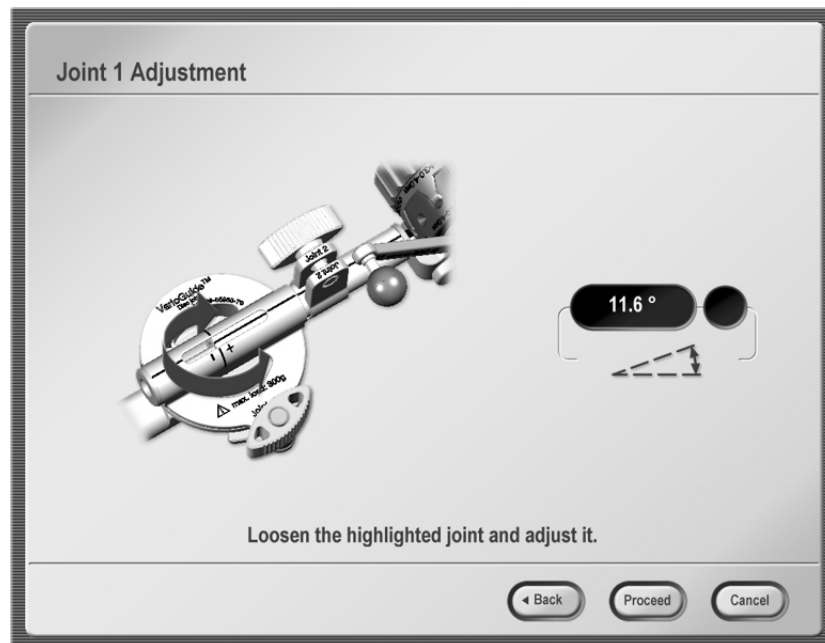 Joint 1 Adjustment
Joint 2
Joint 2
VarioGuide™
+
-
max. load: 300g
11.6 °
Loosen the highlighted joint and adjust it.
Back
Proceed
Cancel